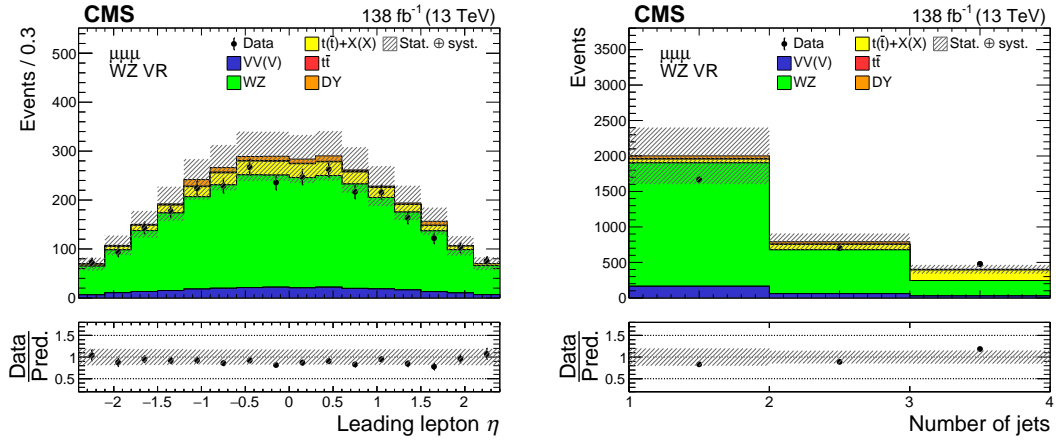 CMS 138 fb⁻¹ (13 TeV)
Events / 0.3
500
400
300
200
100
0
μμμ
WZ VR
Data
t(t̄)+X(X)
Stat. ⊕ syst.
VV(V)
tt̄
WZ
DY
Data
Pred.
1.5
1
0.5
−2 −1.5 −1 −0.5 0 0.5 1 1.5 2
Leading lepton η
CMS 138 fb⁻¹ (13 TeV)
Events
3500
3000
2500
2000
1500
1000
500
0
μμμ
WZ VR
Data
t(t̄)+X(X)
Stat. ⊕ syst.
VV(V)
tt̄
WZ
DY
Data
Pred.
1.5
1
0.5
1 2 3 4
Number of jets